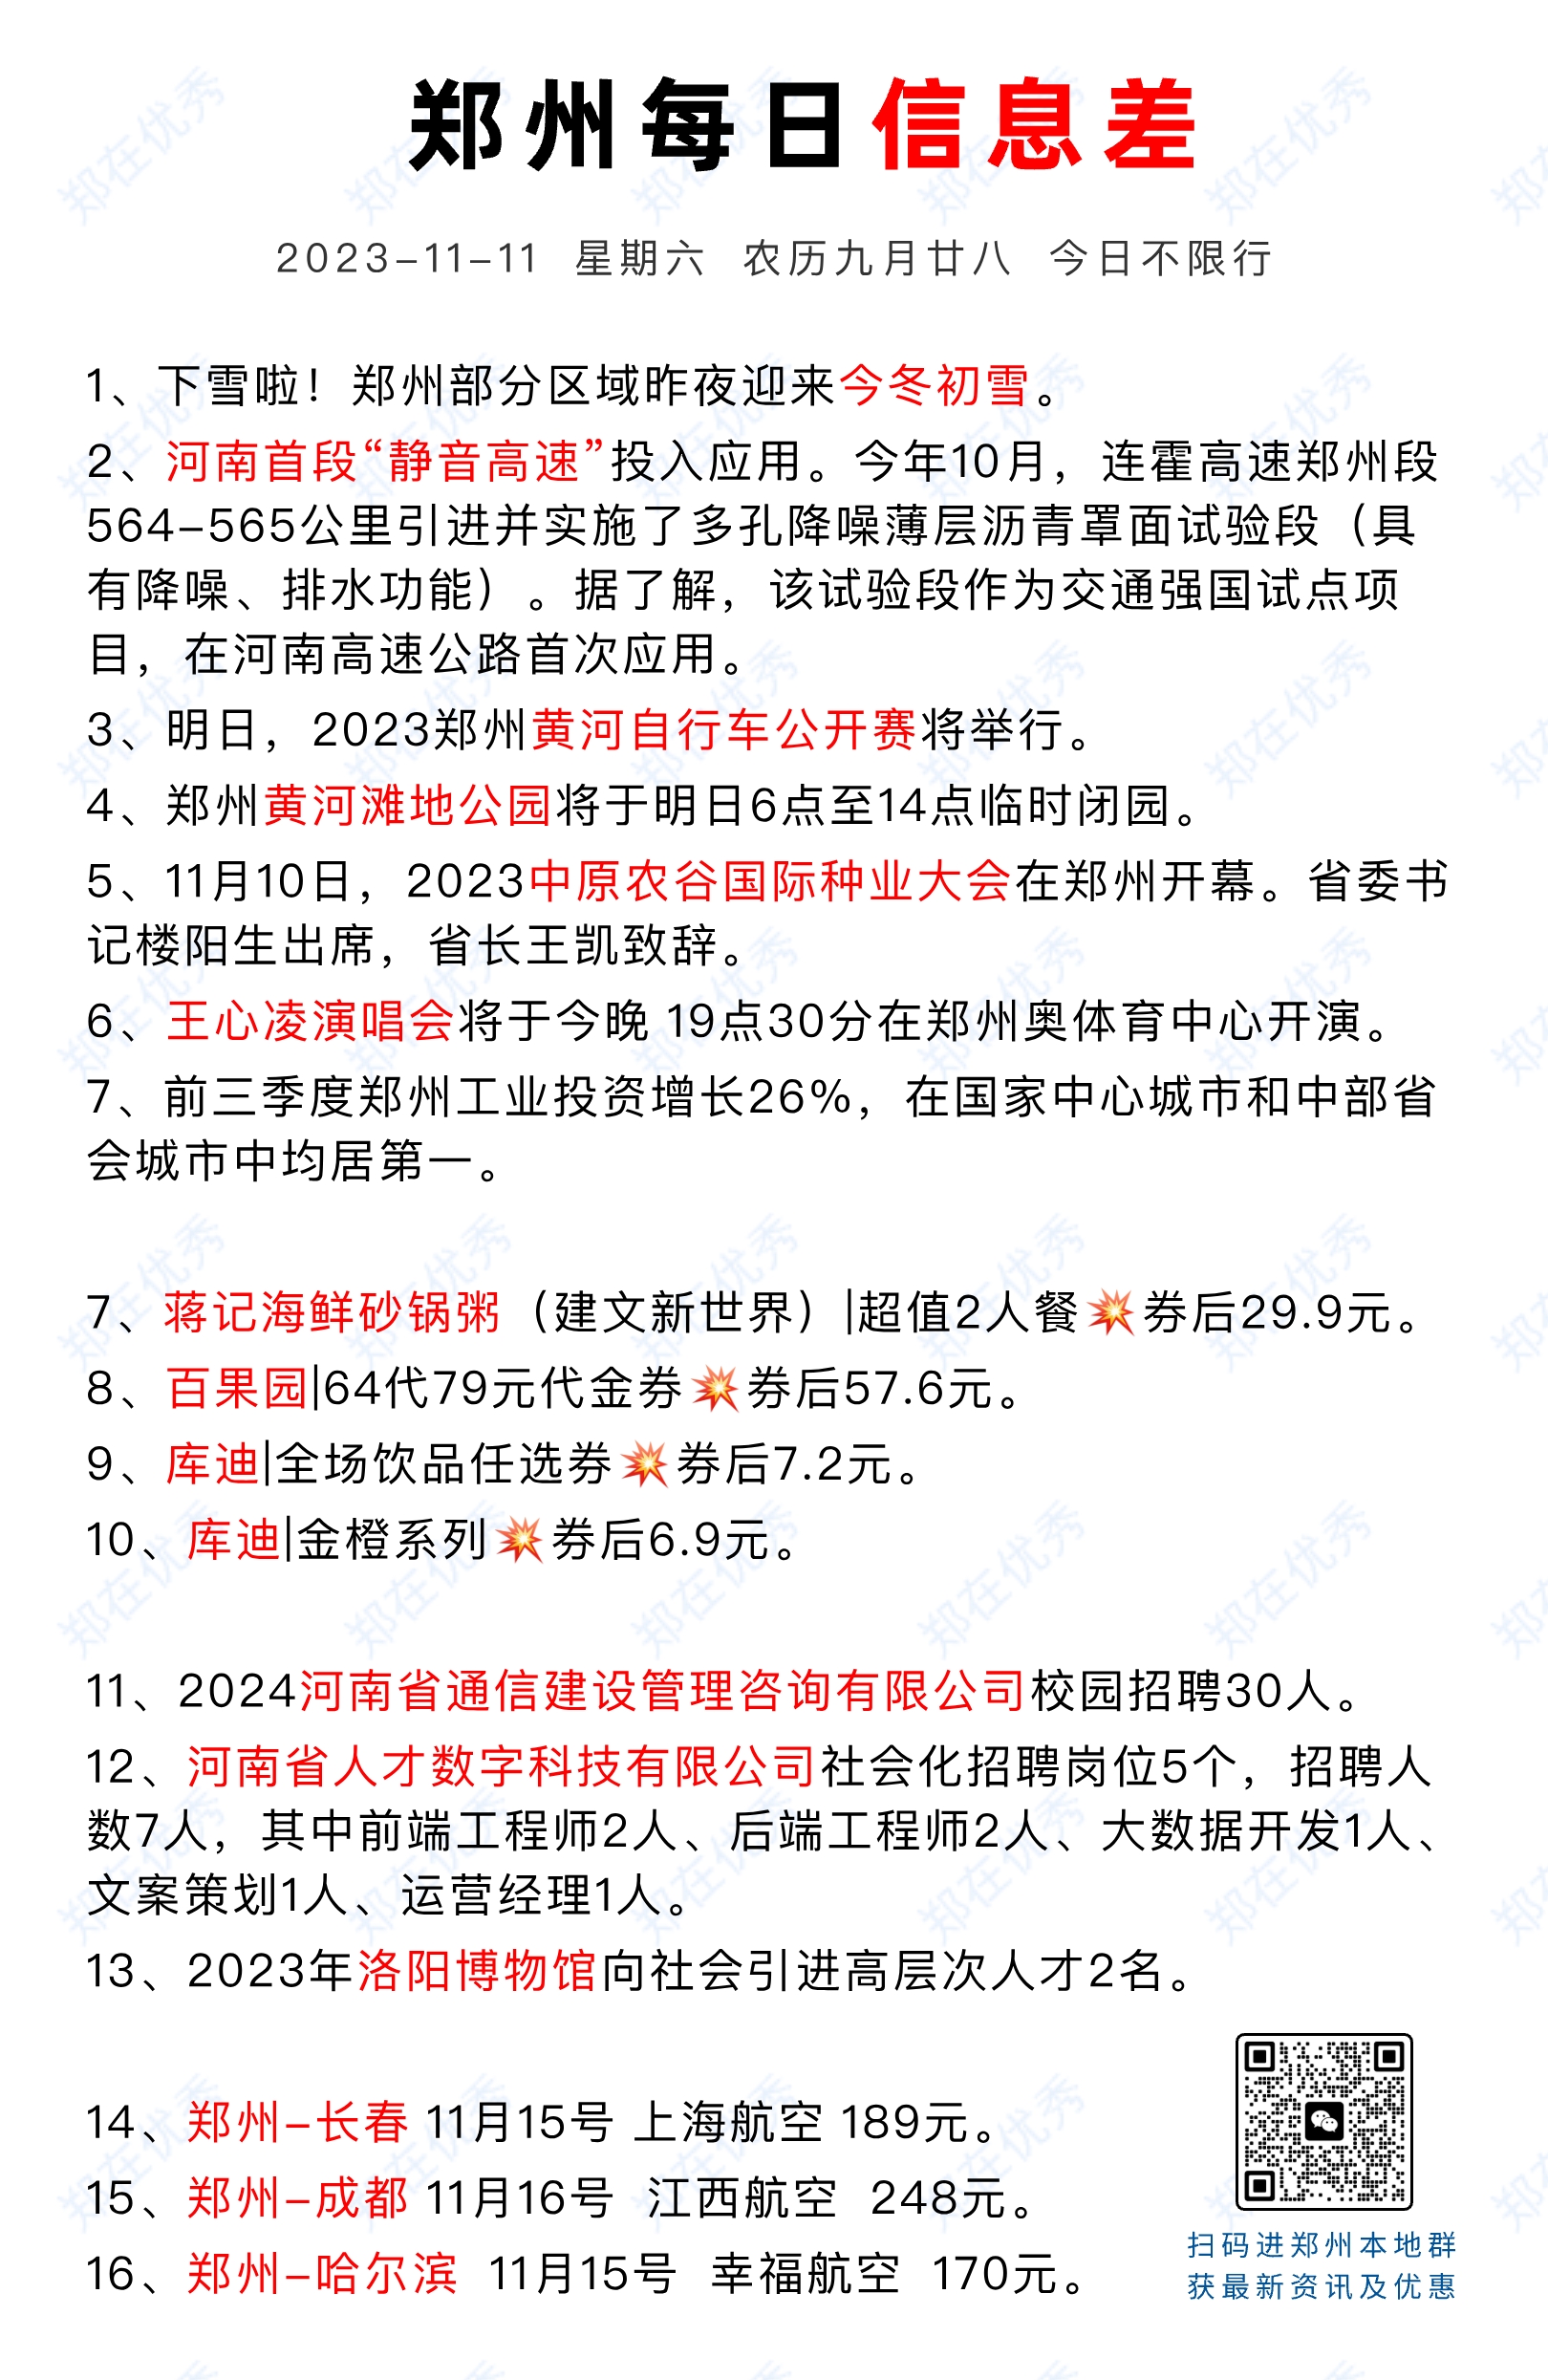 郑州每日信息差
2023-11-11 星期六 农历九月廿八 今日不限行
1、下雪啦！郑州部分区域昨夜迎来今冬初雪。
2、河南首段“静音高速”投入应用。今年10月，连霍高速郑州段
564-565公里引进并实施了多孔降噪薄层沥青罩面试验段（具
有降噪、排水功能）。据了解，该试验段作为交通强国试点项
目，在河南高速公路首次应用。
3、明日，2023郑州黄河自行车公开赛将举行。
4、郑州黄河滩地公园将于明日6点至14点临时闭园。
5、11月10日，2023中原农谷国际种业大会在郑州开幕。省委书
记楼阳生出席，省长王凯致辞。
6、王心凌演唱会将于今晚 19点30分在郑州奥体育中心开演。
7、前三季度郑州工业投资增长26%，在国家中心城市和中部省
会城市中均居第一。
7、蒋记海鲜砂锅粥（建文新世界）|超值2人餐💥券后29.9元。
8、百果园|64代79元代金券💥券后57.6元。
9、库迪|全场饮品任选券💥券后7.2元。
10、库迪|金橙系列💥券后6.9元。
11、2024河南省通信建设管理咨询有限公司校园招聘30人。
12、河南省人才数字科技有限公司社会化招聘岗位5个，招聘人
数7人，其中前端工程师2人、后端工程师2人、大数据开发1人、
文案策划1人、运营经理1人。
13、2023年洛阳博物馆向社会引进高层次人才2名。
14、郑州-长春 11月15号 上海航空 189元。
15、郑州-成都 11月16号 江西航空 248元。
16、郑州-哈尔滨 11月15号 幸福航空 170元。
扫码进郑州本地群
获最新资讯及优惠
郑在优秀